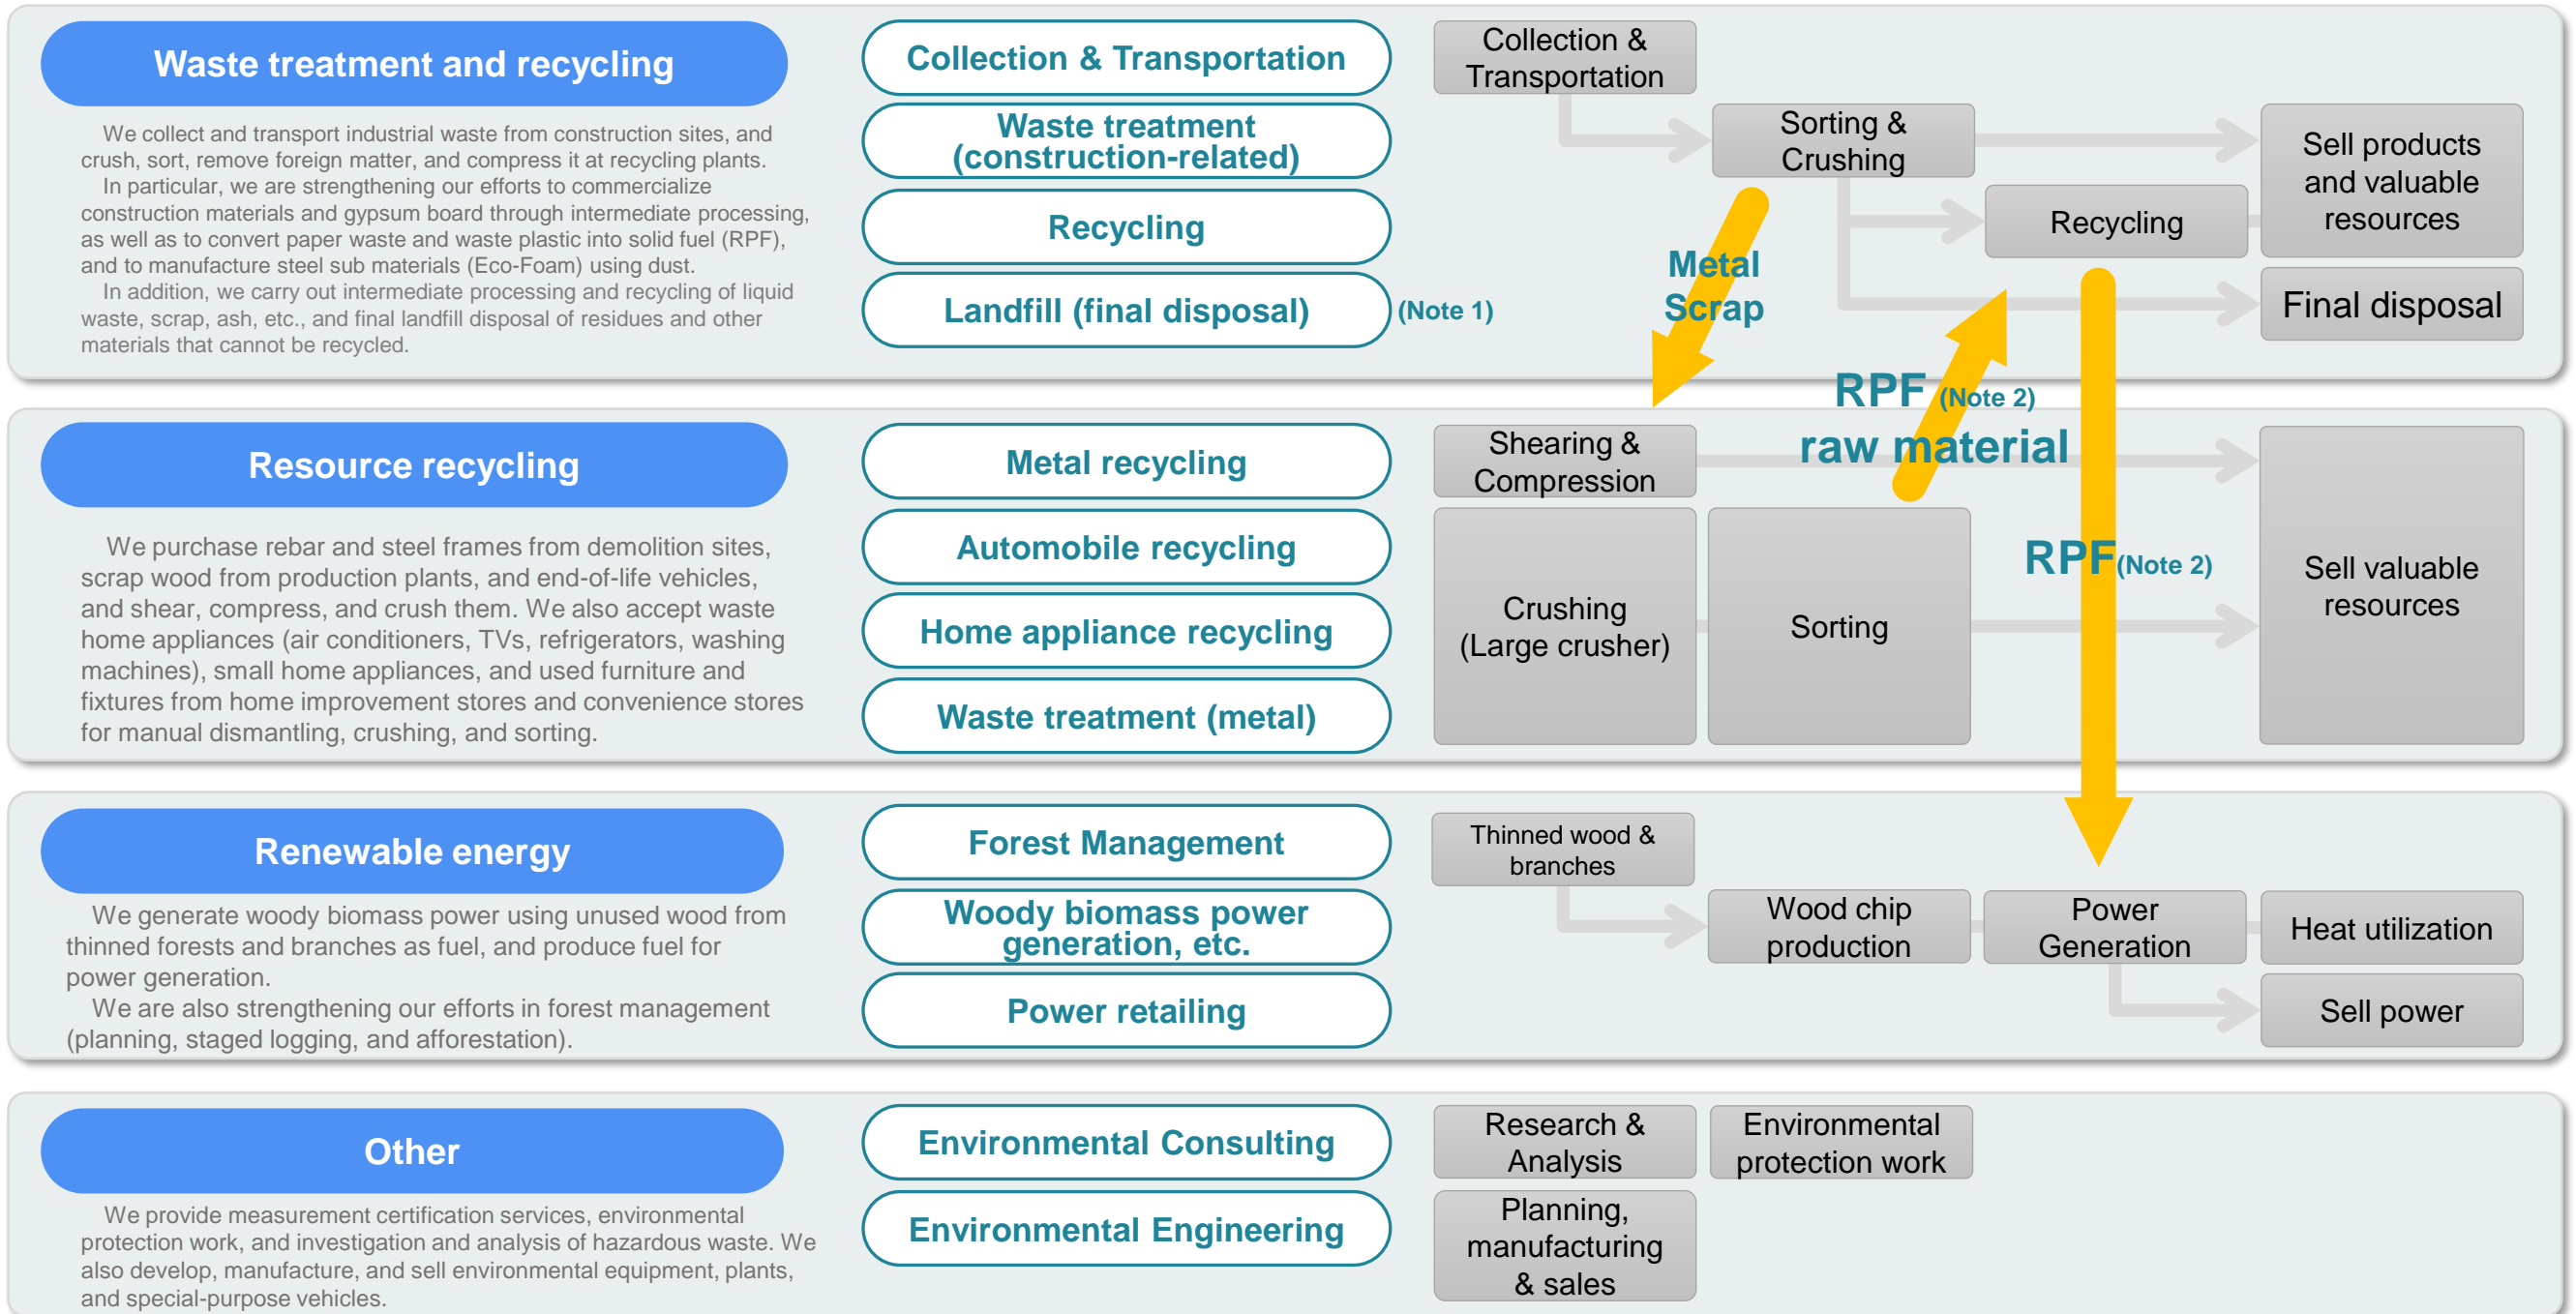 Waste treatment and recycling
We collect and transport industrial waste from construction sites, and
crush, sort, remove foreign matter, and compress it at recycling plants.
In particular, we are strengthening our efforts to commercialize
construction materials and gypsum board through intermediate processing,
as well as to convert paper waste and waste plastic into solid fuel (RPF),
and to manufacture steel sub materials (Eco-Foam) using dust.
In addition, we carry out intermediate processing and recycling of liquid
waste, scrap, ash, etc., and final landfill disposal of residues and other
materials that cannot be recycled.
Collection & Transportation
Waste treatment
(construction-related)
Recycling
Landfill (final disposal)
(Note 1)
Collection &
Transportation
Sorting &
Crushing
Recycling
Sell products
and valuable
resources
Final disposal
Metal
Scrap
RPF (Note 2)
raw material
Resource recycling
We purchase rebar and steel frames from demolition sites,
scrap wood from production plants, and end-of-life vehicles,
and shear, compress, and crush them. We also accept waste
home appliances (air conditioners, TVs, refrigerators, washing
machines), small home appliances, and used furniture and
fixtures from home improvement stores and convenience stores
for manual dismantling, crushing, and sorting.
Metal recycling
Automobile recycling
Home appliance recycling
Waste treatment (metal)
Shearing &
Compression
Crushing
(Large crusher)
Sorting
RPF(Note 2)
Sell valuable
resources
Renewable energy
We generate woody biomass power using unused wood from
thinned forests and branches as fuel, and produce fuel for
power generation.
We are also strengthening our efforts in forest management
(planning, staged logging, and afforestation).
Forest Management
Woody biomass power
generation, etc.
Power retailing
Thinned wood &
branches
Wood chip
production
Power
Generation
Heat utilization
Sell power
Other
We provide measurement certification services, environmental
protection work, and investigation and analysis of hazardous waste. We
also develop, manufacture, and sell environmental equipment, plants,
and special-purpose vehicles.
Environmental Consulting
Environmental Engineering
Research &
Analysis
Environmental
protection work
Planning,
manufacturing
& sales